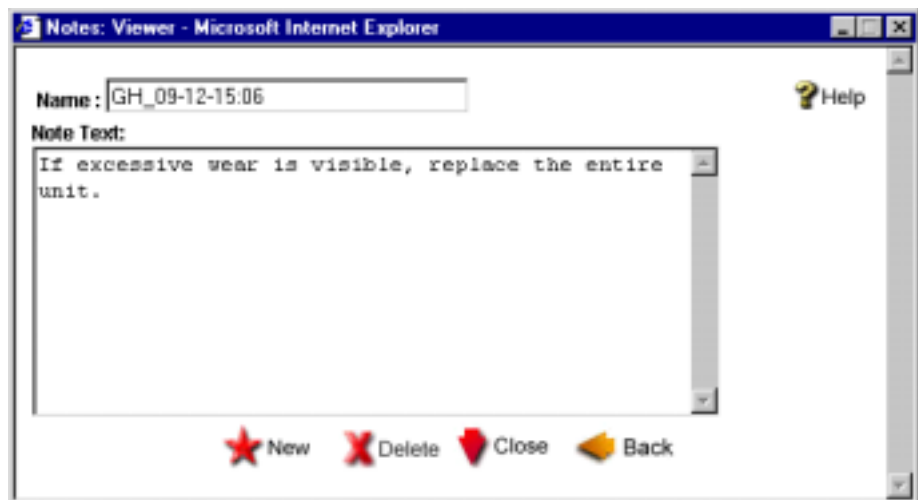 Notes: Viewer - Microsoft Internet Explorer
Name : GH_09-12-15:06
Help
Note Text:
If excessive wear is visible, replace the entire
unit.
New Delete Close Back